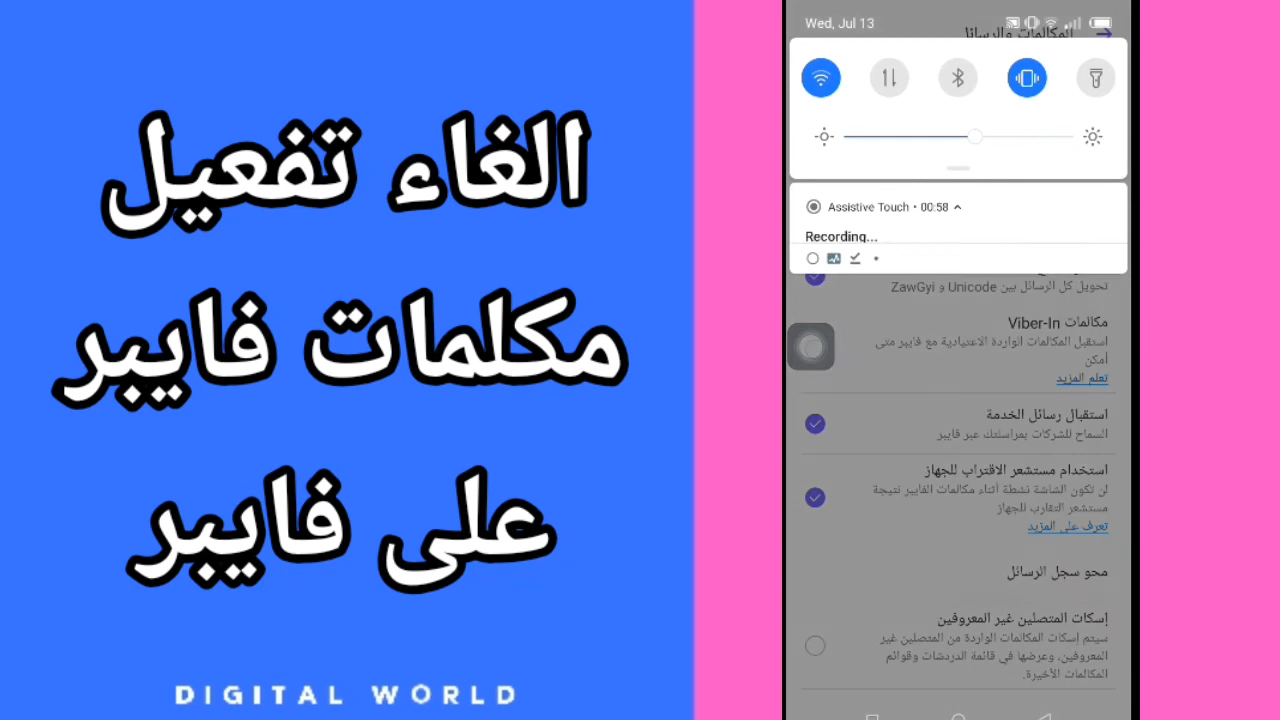 الغاء تفعيل
مكلمات فايبر
على فايبر
DIGITAL WORLD
Wed, Jul 13
المكالمات والرسائل
Assistive Touch • 00:58
Recording...
تحويل كل الرسائل بين Unicode و ZawGyi
مكالمات Viber-In
استقبل المكالمات الواردة الاعتيادية مع فايبر متى
أمكن
تعلم المزيد
استقبال رسائل الخدمة
السماح للشركات بمراسلتك عبر فايبر
استخدام مستشعر الاقتراب للجهاز
لن تكون الشاشة نشطة أثناء مكالمات الفايبر نتيجة
مستشعر التقارب للجهاز
تعرف على المزيد
محو سجل الرسائل
إسكات المتصلين غير المعروفين
سيتم إسكات المكالمات الواردة من المتصلين غير
المعروفين، وعرضها في قائمة الدردشات وقوائم
المكالمات الأخيرة.